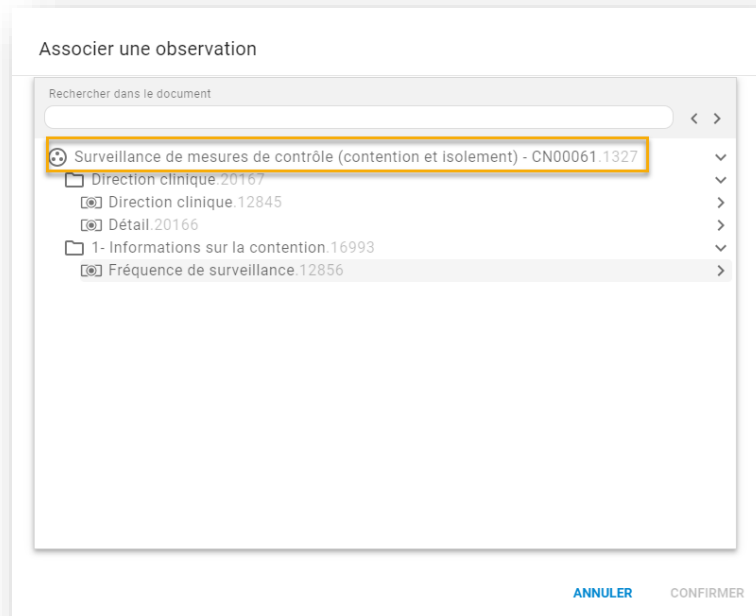 Associer une observation
Rechercher dans le document
Surveillance de mesures de contrôle (contention et isolement) - CN00061.1327
Direction clinique.20167
Direction clinique.12845
Détail.20166
1- Informations sur la contention.16993
Fréquence de surveillance.12856
ANNULER CONFIRMER